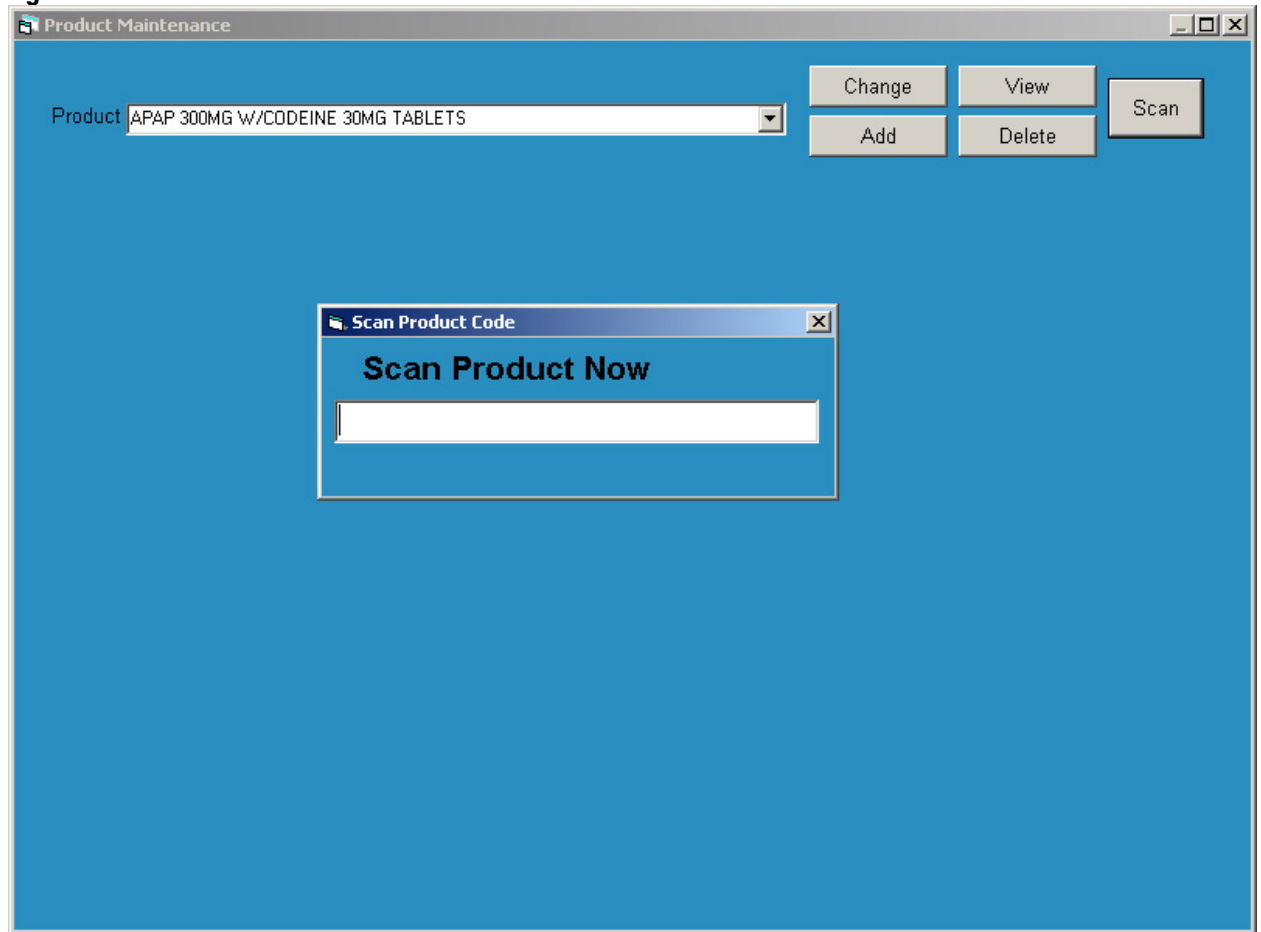 Product Maintenance
Change View
Scan
Product APAP 300MG W/CODEINE 30MG TABLETS
Add Delete
Scan Product Code
Scan Product Now